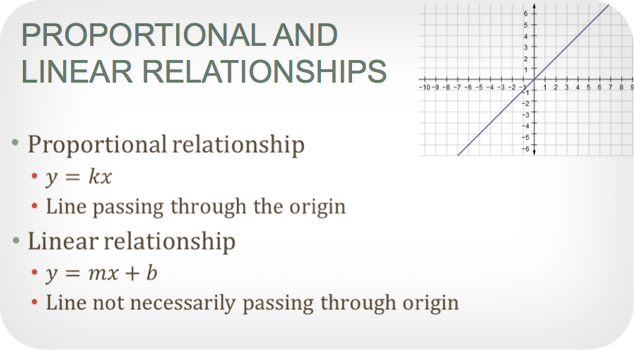 PROPORTIONAL AND
LINEAR RELATIONSHIPS
• Proportional relationship
• y = kx
• Line passing through the origin
• Linear relationship
• y = mx + b
• Line not necessarily passing through origin
6
5
4
3
2
1
-10 -9 -8 -7 -6 -5 -4 -3 -2 -1 1 2 3 4 5 6 7 8 9
-1
-2
-3
-4
-5
-6